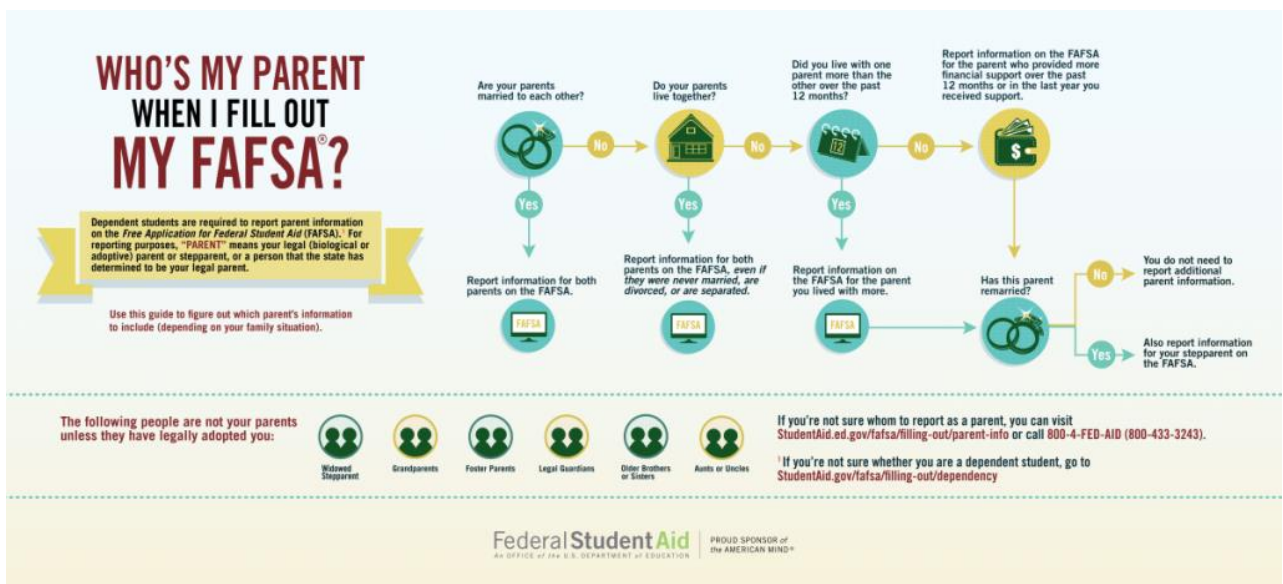 WHO'S MY PARENT
WHEN I FILL OUT
MY FAFSA®?
Dependent students are required to report parent information
on the Free Application for Federal Student Aid (FAFSA).¹ For
reporting purposes, "PARENT" means your legal (biological or
adoptive) parent or stepparent, or a person that the state has
determined to be your legal parent.
Use this guide to figure out which parent's information
to include (depending on your family situation).
Are your parents
married to each other?
No
Do your parents
live together?
No
Did you live with one
parent more than the
other over the past
12 months?
12
No
Report information on the FAFSA
for the parent who provided more
financial support over the past
12 months or in the last year you
received support.
$
Yes
Report information for both
parents on the FAFSA.
FAFSA
Yes
Report information for both
parents on the FAFSA, even if
they were never married, are
divorced, or are separated.
FAFSA
Yes
Report information on
the FAFSA for the parent
you lived with more.
FAFSA
Has this parent
remarried?
No
You do not need to
report additional
parent information.
Yes
Also report information
for your stepparent on
the FAFSA.
The following people are not your parents
unless they have legally adopted you:
Widowed
Stepparent
Grandparents
Foster Parents
Legal Guardians
Older Brothers
or Sisters
Aunts or Uncles
If you're not sure whom to report as a parent, you can visit
StudentAid.ed.gov/fafsa/filling-out/parent-info or call 800-4-FED-AID (800-433-3243).
¹ If you're not sure whether you are a dependent student, go to
StudentAid.gov/fafsa/filling-out/dependency
Federal Student Aid
An OFFICE of the U.S. DEPARTMENT of EDUCATION
PROUD SPONSOR of
the AMERICAN MIND®